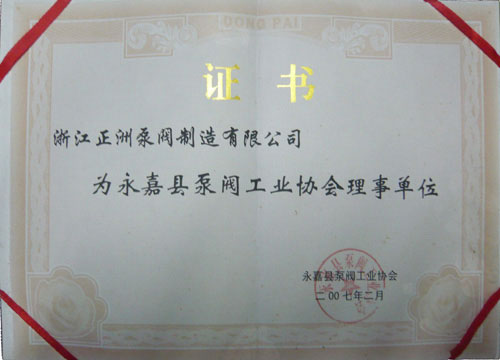 DONG PAI
证书
浙江正洲泵阀制造有限公司
为永嘉县泵阀工业协会理事单位
永嘉县泵阀工业协会
二00七年二月